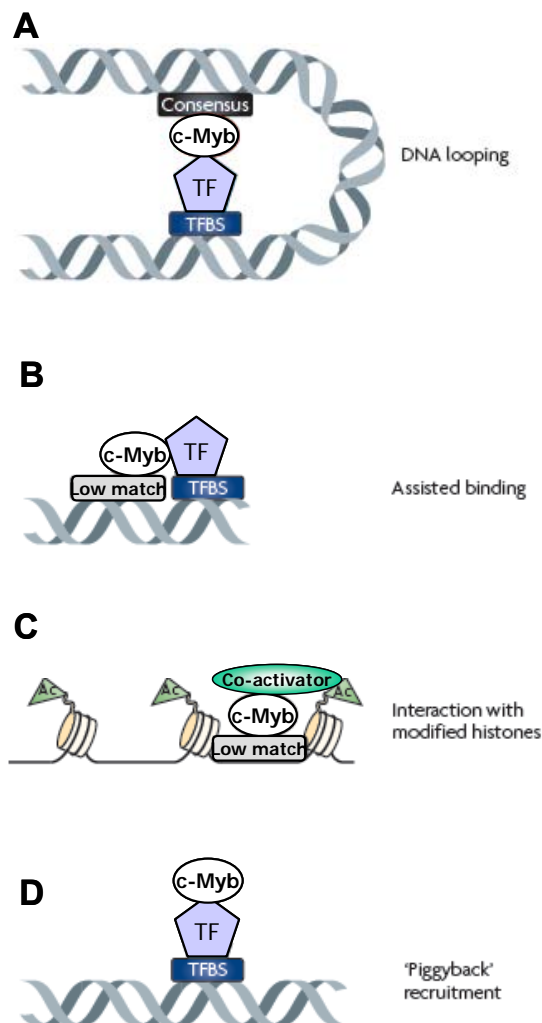 A
Consensus
c-Myb
TF
TFBS
DNA looping
B
c-Myb
TF
Low match
TFBS
Assisted binding
C
Ac
Ac
Co-activator
Ac
c-Myb
Low match
Interaction with
modified histones
D
c-Myb
TF
TFBS
'Piggyback'
recruitment